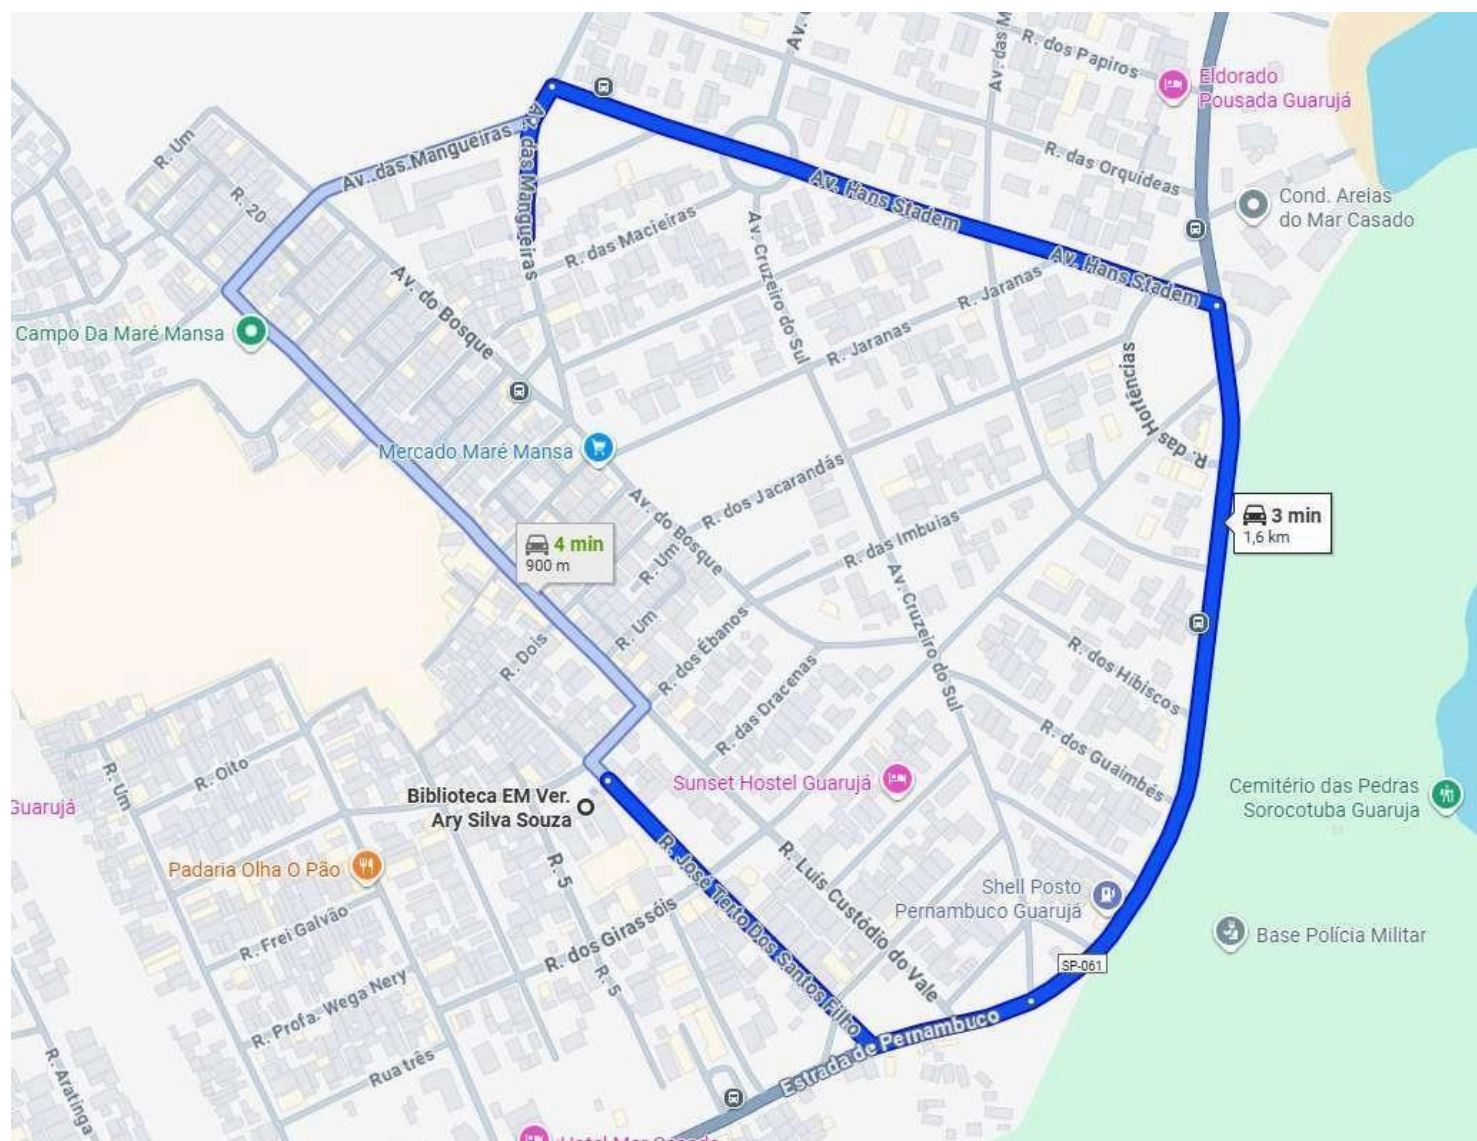 Av. das M
R. dos Papiros
Eldorado
Pousada Guarujá
R. Um
Av. das Mangueiras
Av. das Mangueiras
R. das Orquídeas
R. 20
Av. Hans Stadem
Cond. Areias
do Mar Casado
R. das Macieiras
Av. Cruzeiro do Sul
Av. Hans Stadem
Av. do Bosque
R. Jaranas
Campo Da Maré Mansa
R. Jaranas
R. das Hortências
Mercado Maré Mansa
R. dos Jacarandás
Av. do Bosque
3 min
1,6 km
4 min
900 m
R. das Imbuias
R. Um
Av. Cruzeiro do Sul
R. Um
R. dos Ébanos
R. Dois
R. dos Hibiscos
R. das Dracenas
R. Oito
R. Um
R. dos Guaimbés
Sunset Hostel Guarujá
Guarujá
Biblioteca EM Ver.
Ary Silva Souza
Cemitério das Pedras
Sorocotuba Guaruja
Padaria Olha O Pão
R. 5
R. José Terto Dos Santos Filho
R. Luís Custódio do Vale
Shell Posto
Pernambuco Guarujá
R. Frei Galvão
R. dos Girassóis
Base Polícia Militar
SP-061
R. 5
R. Profa. Wega Nery
Estrada de Pernambuco
Rua três
R. Aratinga